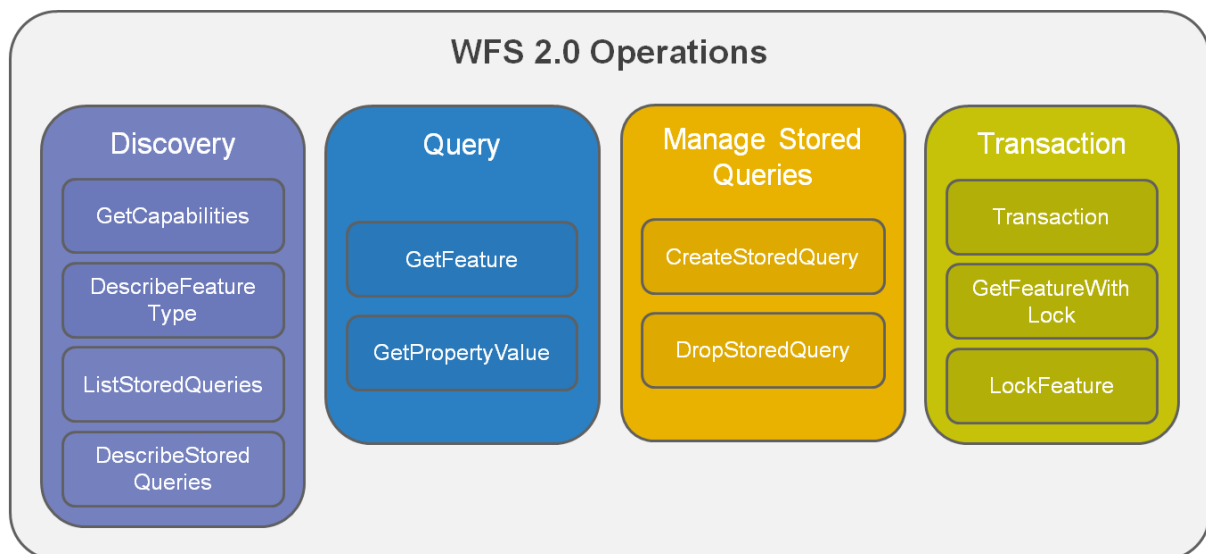 WFS 2.0 Operations
Discovery
GetCapabilities
DescribeFeature
Type
ListStoredQueries
DescribeStored
Queries
Query
GetFeature
GetPropertyValue
Manage Stored
Queries
CreateStoredQuery
DropStoredQuery
Transaction
Transaction
GetFeatureWith
Lock
LockFeature